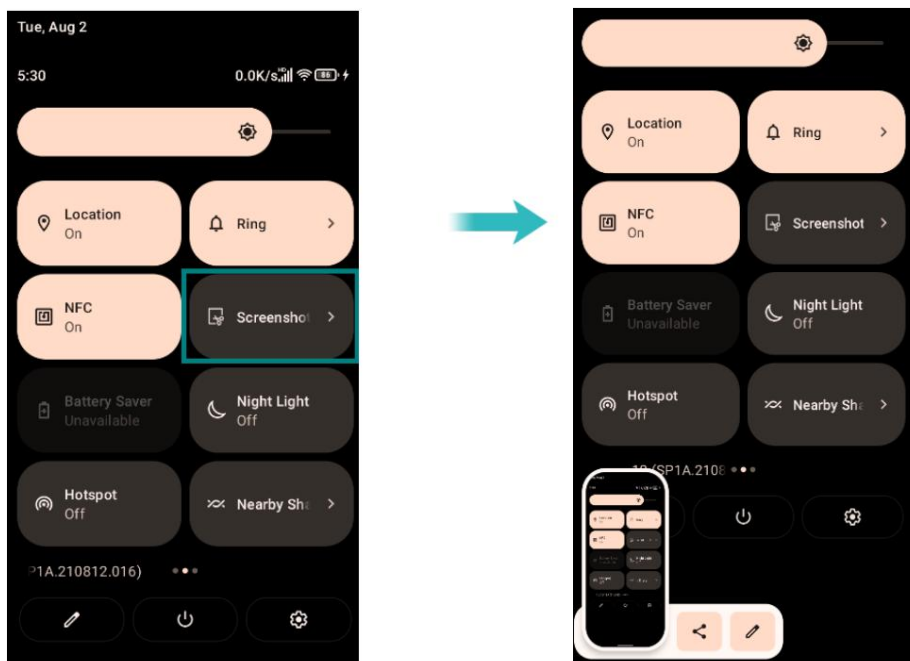 Tue, Aug 2
5:30
0.0K/s HD 86
Location
On
Ring
NFC
On
Screenshot
Battery Saver
Unavailable
Night Light
Off
Hotspot
Off
Nearby Sha
P1A.210812.016)
Location
On
Ring
NFC
On
Screenshot
Battery Saver
Unavailable
Night Light
Off
Hotspot
Off
Nearby Sha
(SP1A.2108